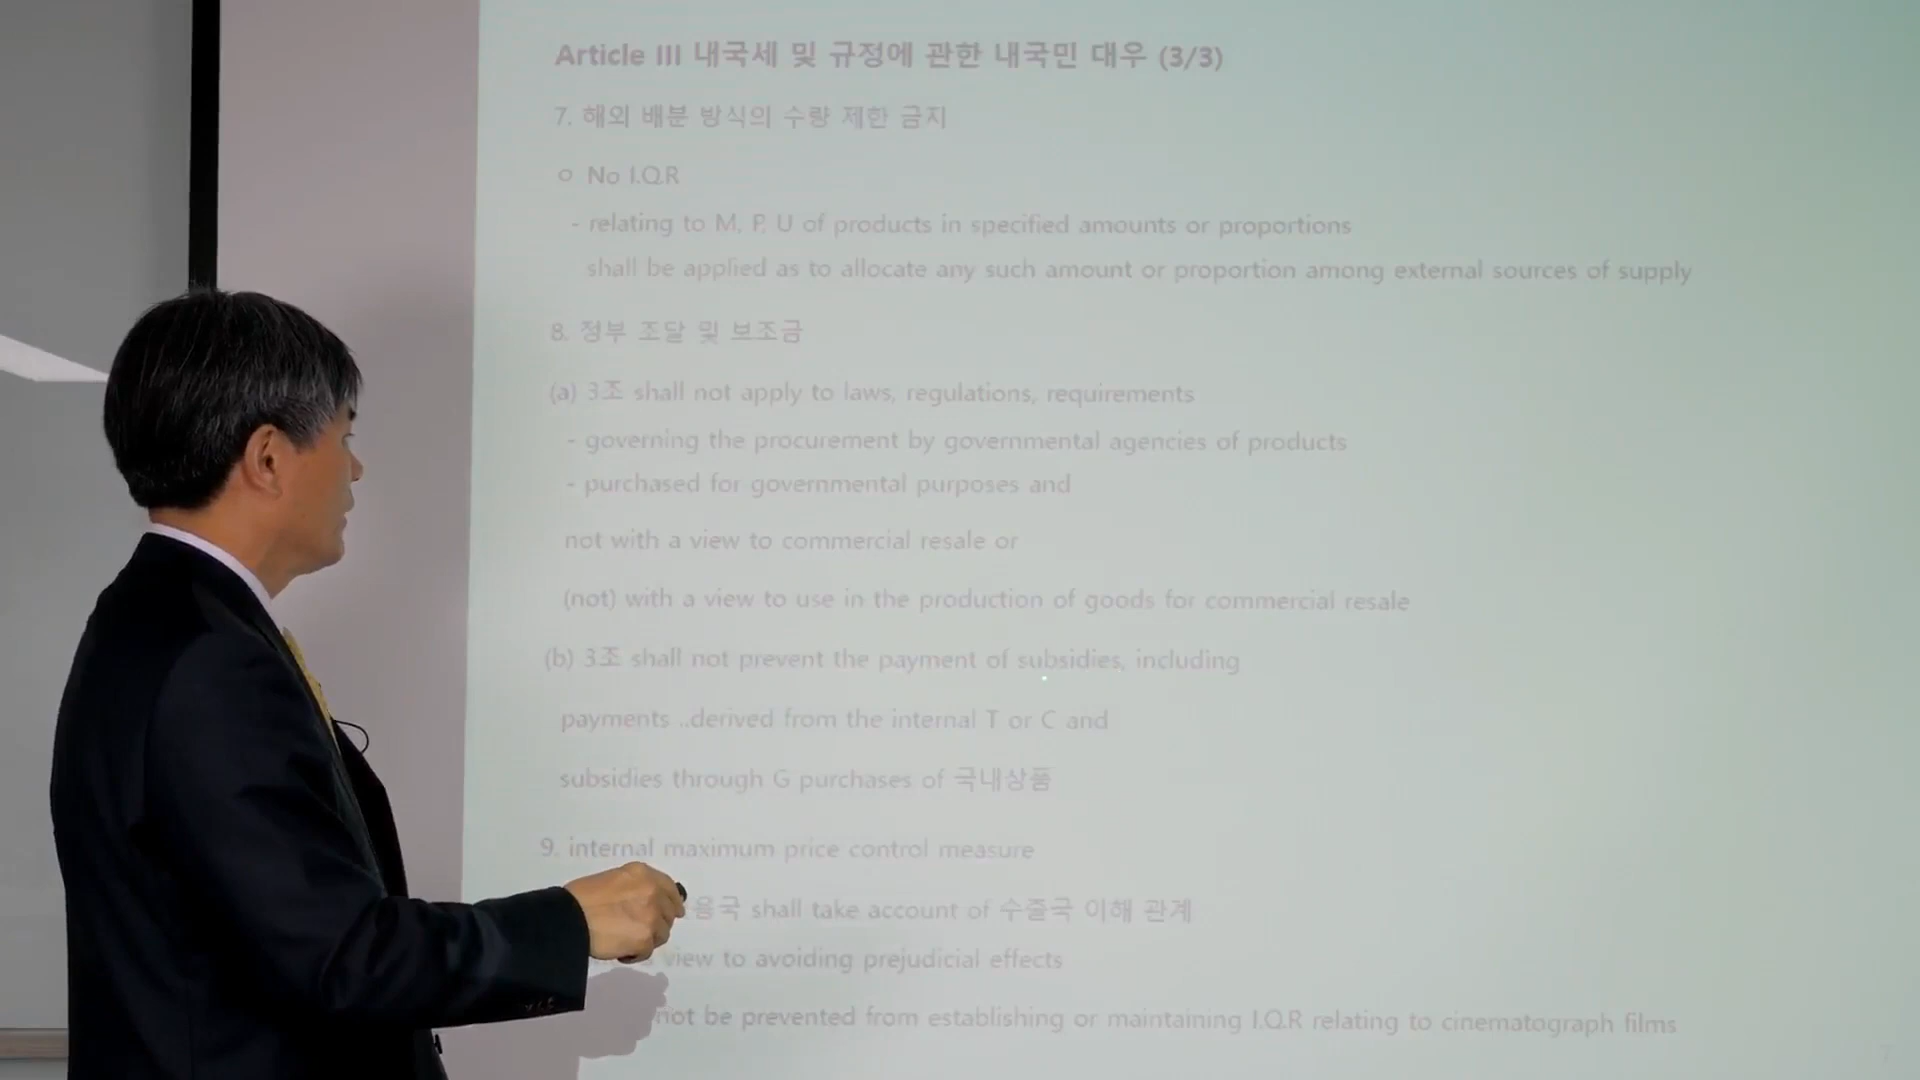 Article III 내국세 및 규정에 관한 내국민 대우 (3/3)
7. 해외 배분 방식의 수량 제한 금지
o No I.Q.R
- relating to M, P, U of products in specified amounts or proportions
shall be applied as to allocate any such amount or proportion among external sources of supply
8. 정부 조달 및 보조금
(a) 3조 shall not apply to laws, regulations, requirements
- governing the procurement by governmental agencies of products
- purchased for governmental purposes and
not with a view to commercial resale or
(not) with a view to use in the production of goods for commercial resale
(b) 3조 shall not prevent the payment of subsidies, including
payments ..derived from the internal T or C and
subsidies through G purchases of 국내상품
9. internal maximum price control measure
용국 shall take account of 수출국 이해 관계
view to avoiding prejudicial effects
not be prevented from establishing or maintaining I.Q.R relating to cinematograph films